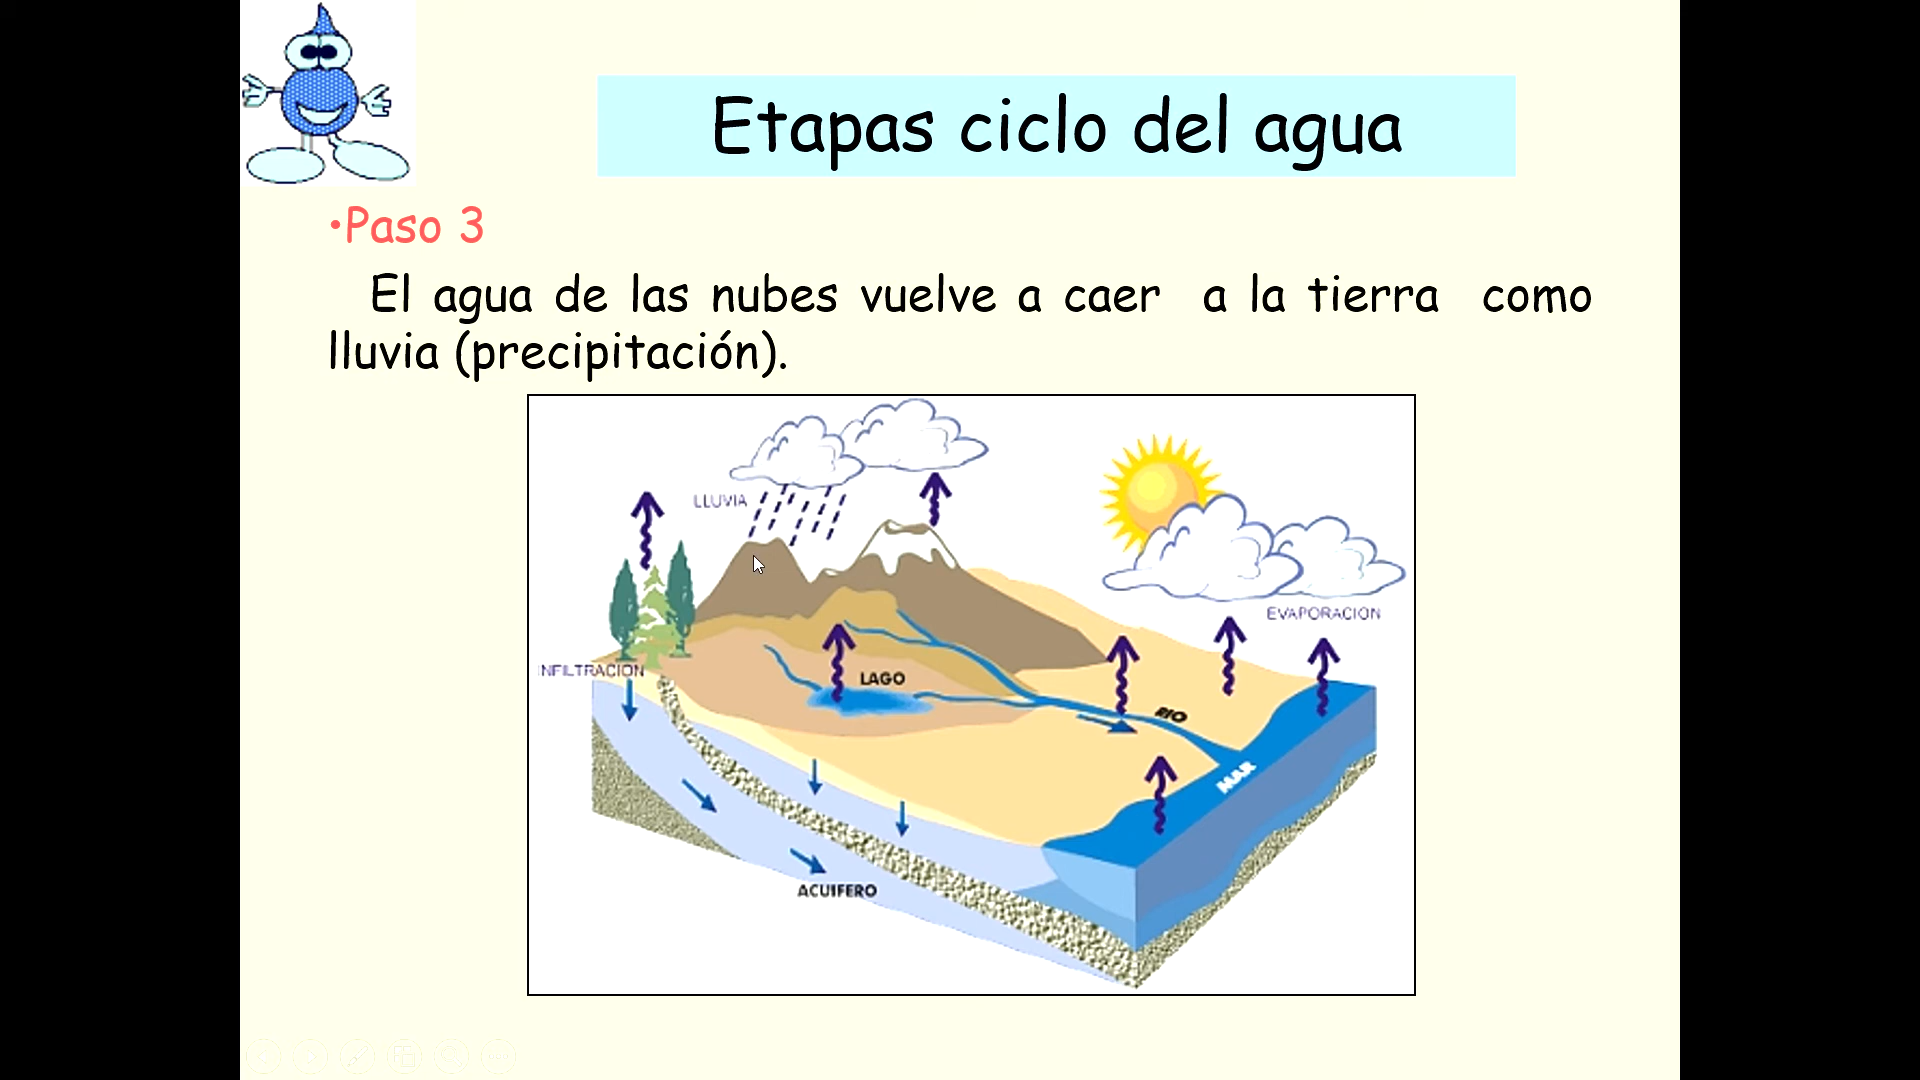 Etapas ciclo del agua
•Paso 3
El agua de las nubes vuelve a caer a la tierra como
lluvia (precipitación).
LLUVIA
EVAPORACION
INFILTRACION
LAGO
RIO
MAR
ACUIFERO